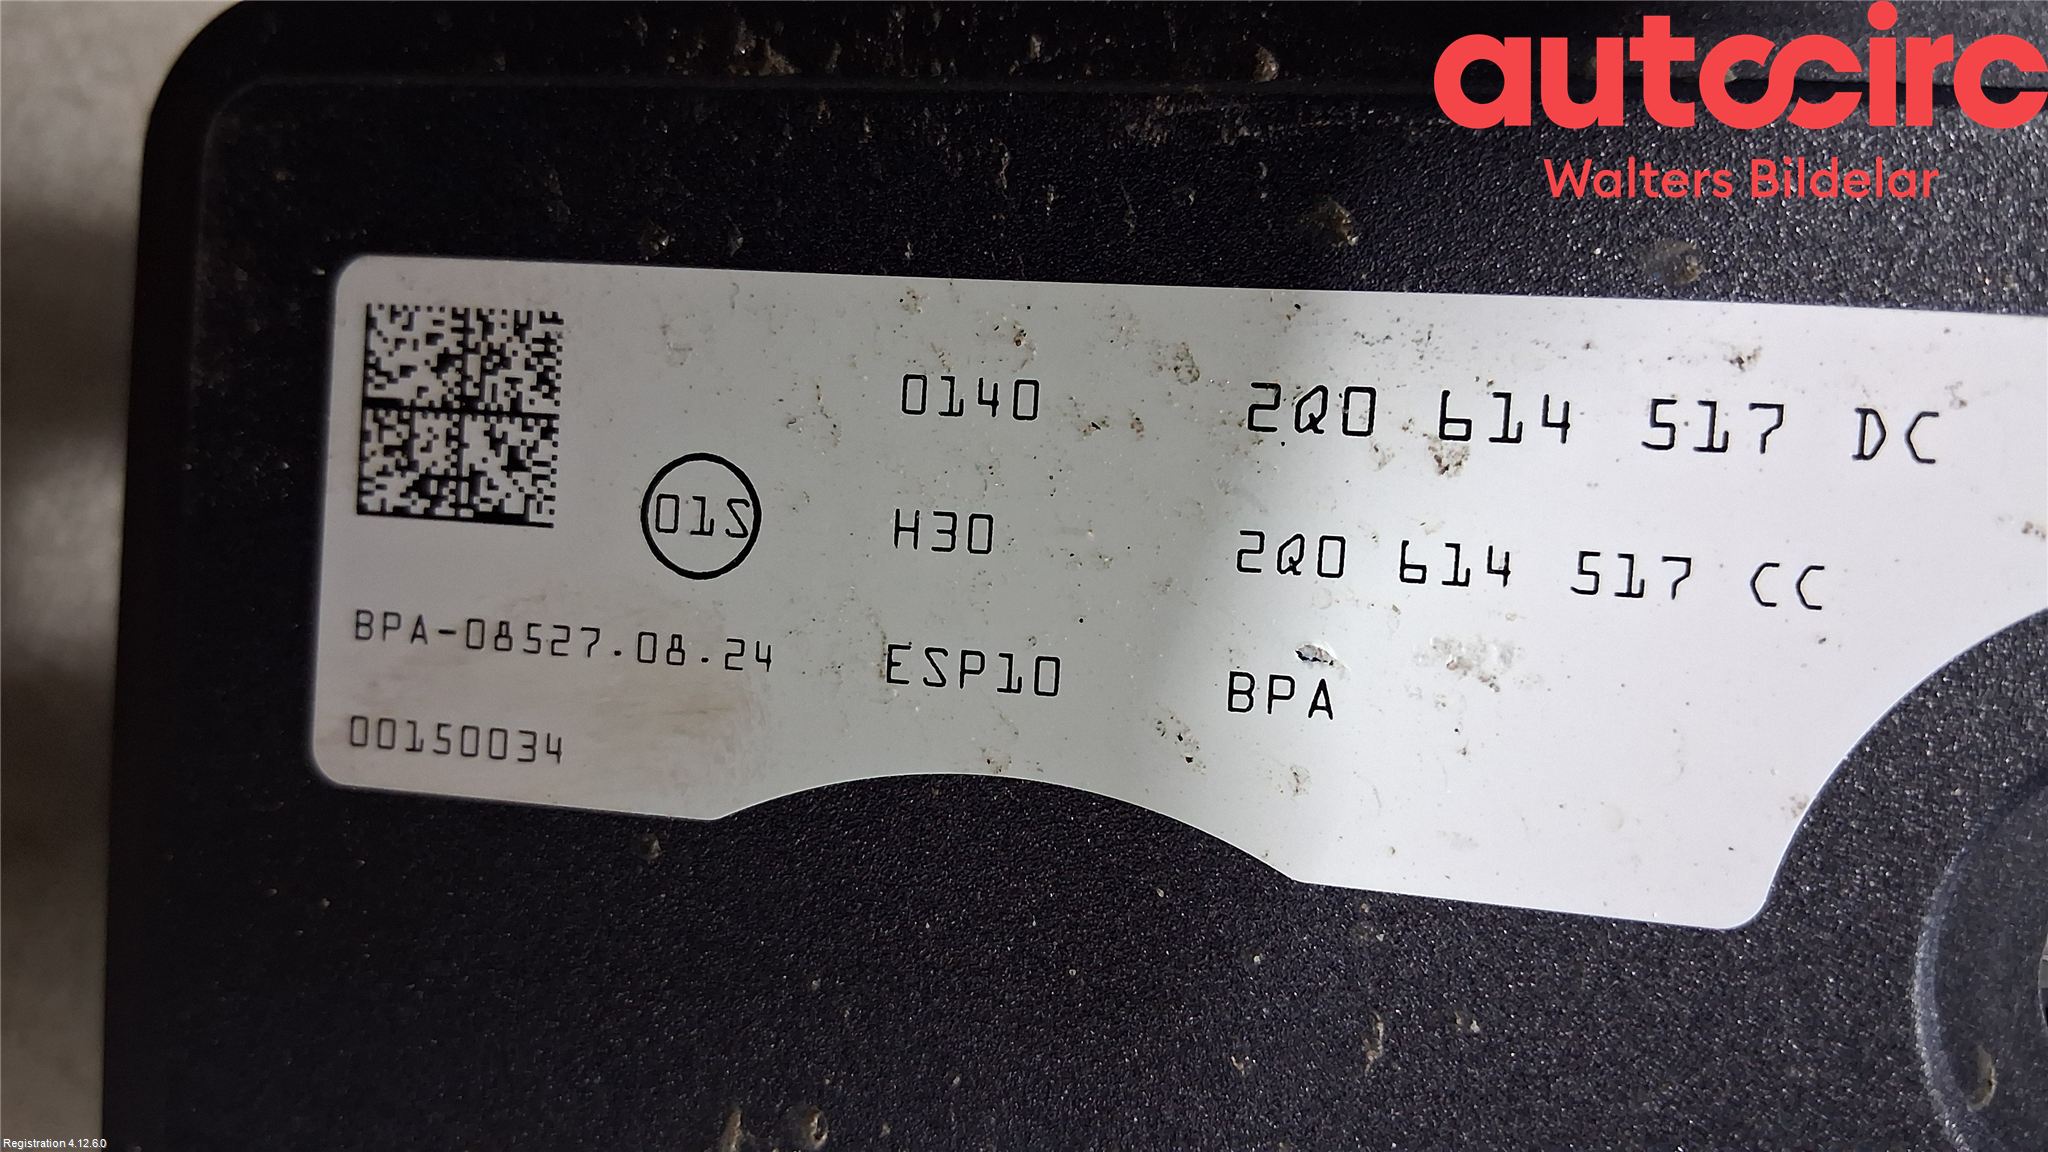 autocirc
Walters Bildelar
0140 2Q0 614 517 DC
01S H30 2Q0 614 517 CC
BPA-08527.08.24 ESP10 BPA
00150034
Registration 4.12.6.0